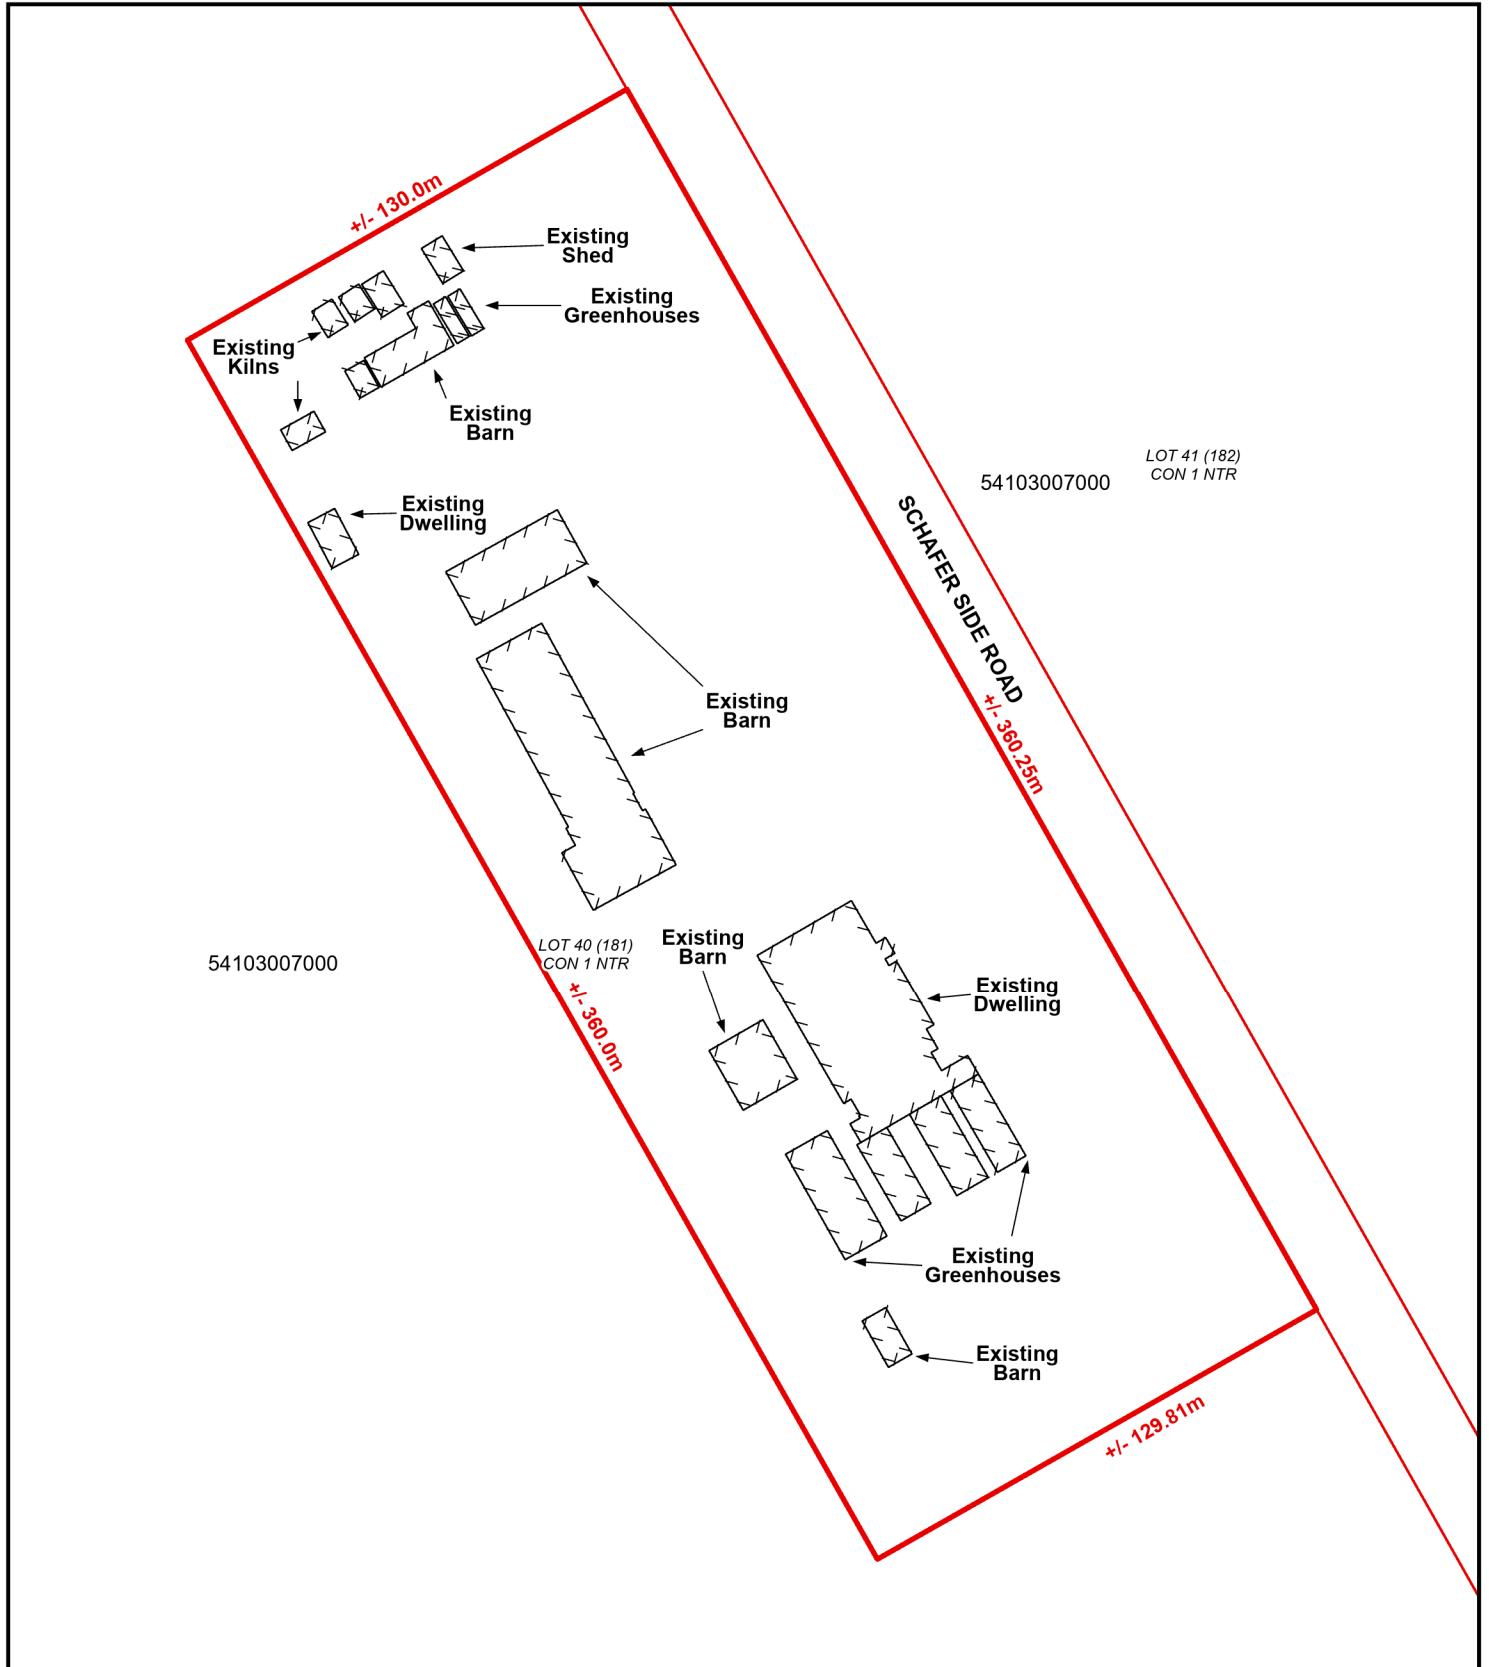 +/- 130.0m
Existing
Shed
Existing
Greenhouses
Existing
Kilns
Existing
Barn
LOT 41 (182)
CON 1 NTR
54103007000
Existing
Dwelling
SCHAFER SIDE ROAD
Existing
Barn
+/- 360.25m
Existing
Barn
LOT 40 (181)
CON 1 NTR
54103007000
Existing
Dwelling
+/- 360.0m
Existing
Greenhouses
Existing
Barn
+/- 129.81m